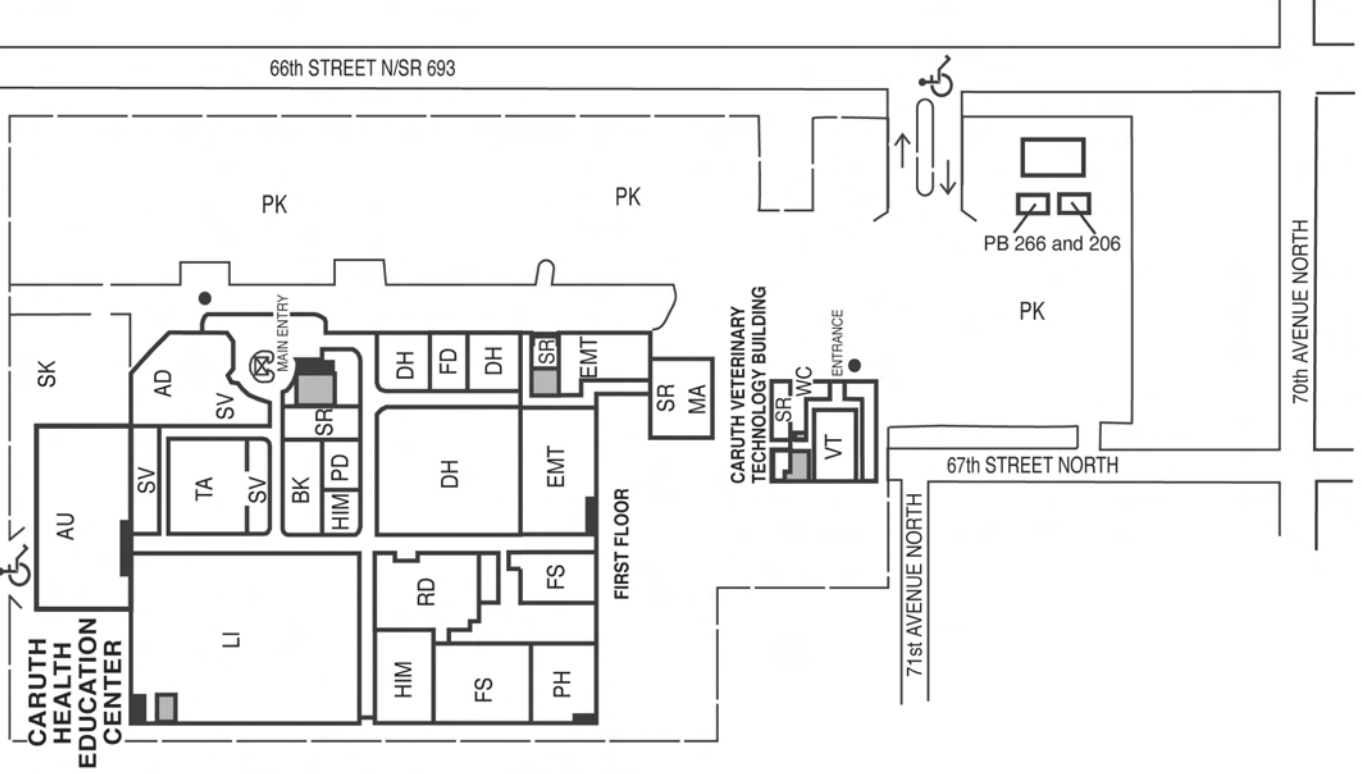 66th STREET N/SR 693
PK
PK
PB 266 and 206
PK
70th AVENUE NORTH
SK
AD
SV
MAIN ENTRY
SR
DH
FD
DH
SR
EMT
SR
MA
CARUTH VETERINARY
TECHNOLOGY BUILDING
SR
WC
ENTRANCE
VT
67th STREET NORTH
71st AVENUE NORTH
AU
SV
TA
SV
BK
PD
HIM
DH
EMT
FIRST FLOOR
LI
RD
FS
HIM
FS
PH
CARUTH
HEALTH
EDUCATION
CENTER